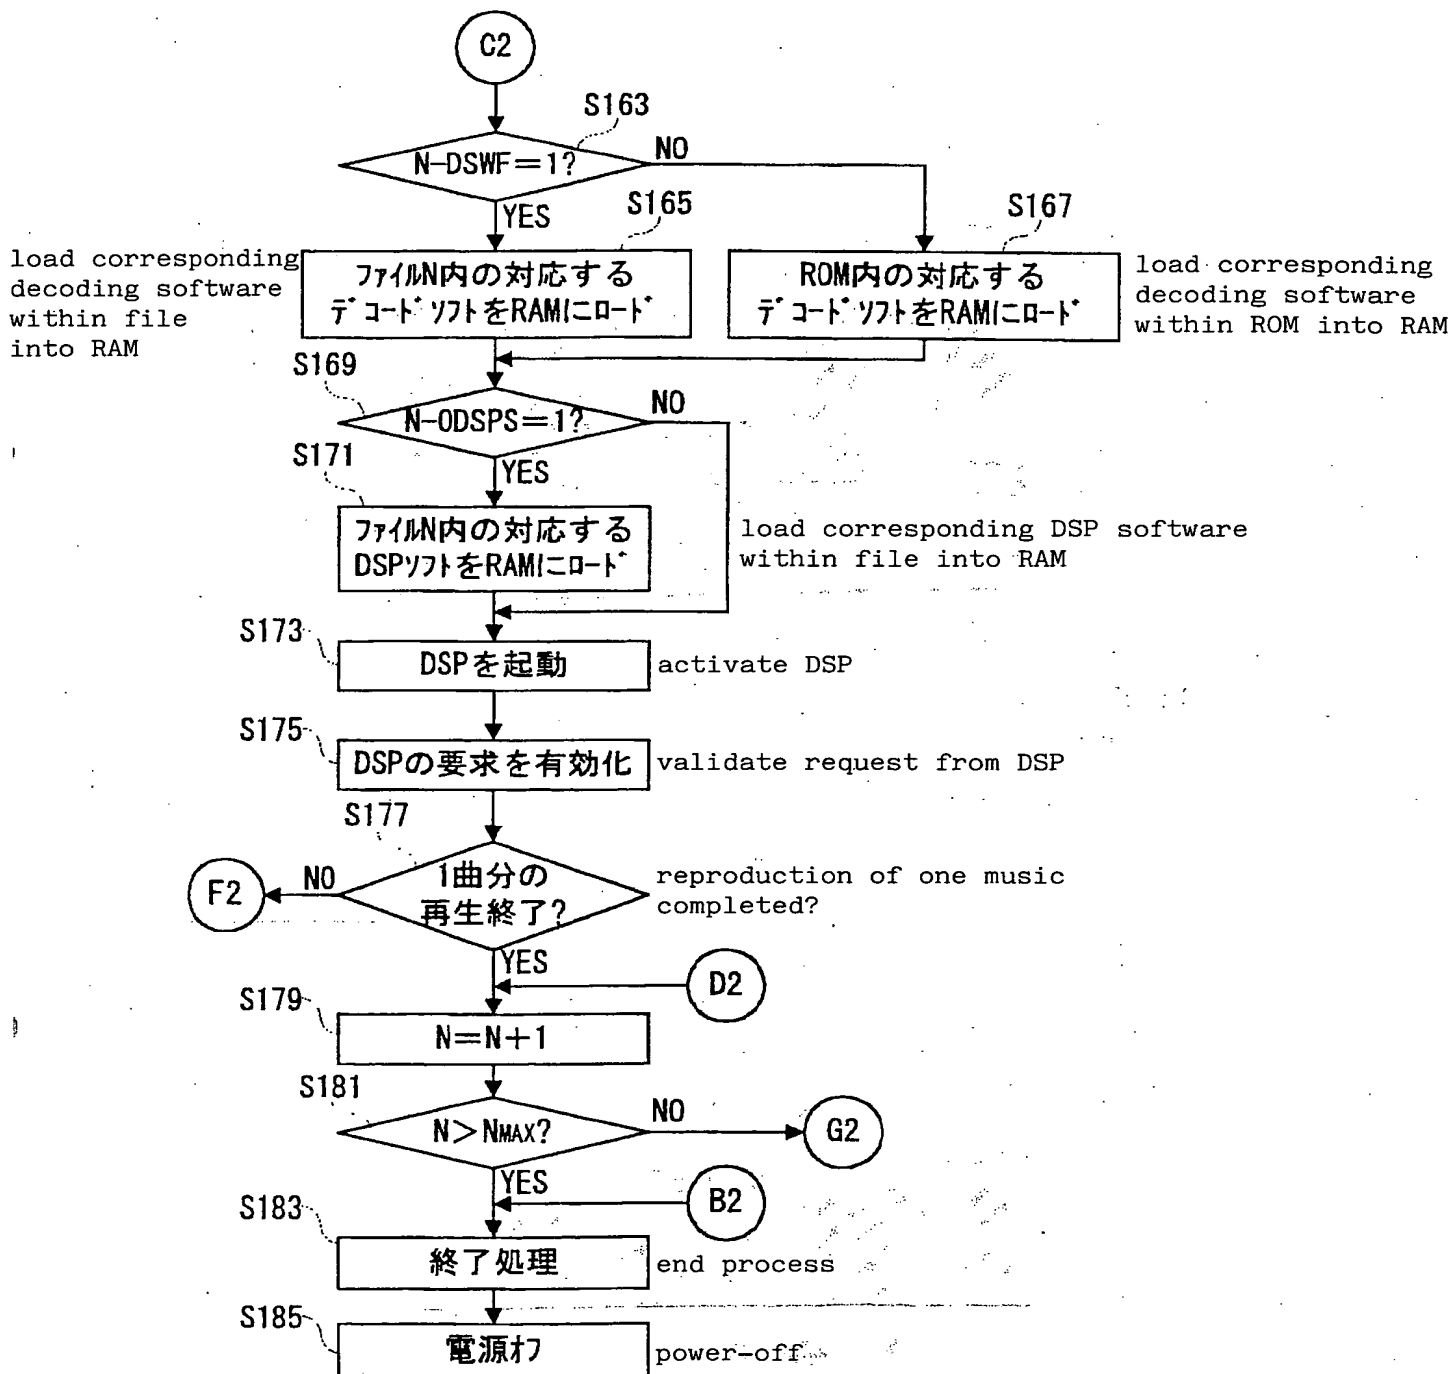 C2
S163
N-DSWF=1?
NO
YES
S165
S167
load corresponding
decoding software
within file
into RAM
ファイルN内の対応する
デコードソフトをRAMにロード
ROM内の対応する
デコードソフトをRAMにロード
load corresponding
decoding software
within ROM into RAM
S169
N-ODSPS=1?
NO
S171
YES
ファイルN内の対応する
DSPソフトをRAMにロード
load corresponding DSP software
within file into RAM
S173
DSPを起動
activate DSP
S175
DSPの要求を有効化
validate request from DSP
S177
F2
NO
1曲分の
再生終了?
reproduction of one music
completed?
YES
D2
S179
N=N+1
S181
N>NMAX?
NO
G2
YES
B2
S183
終了処理
end process
S185
電源オフ
power-off